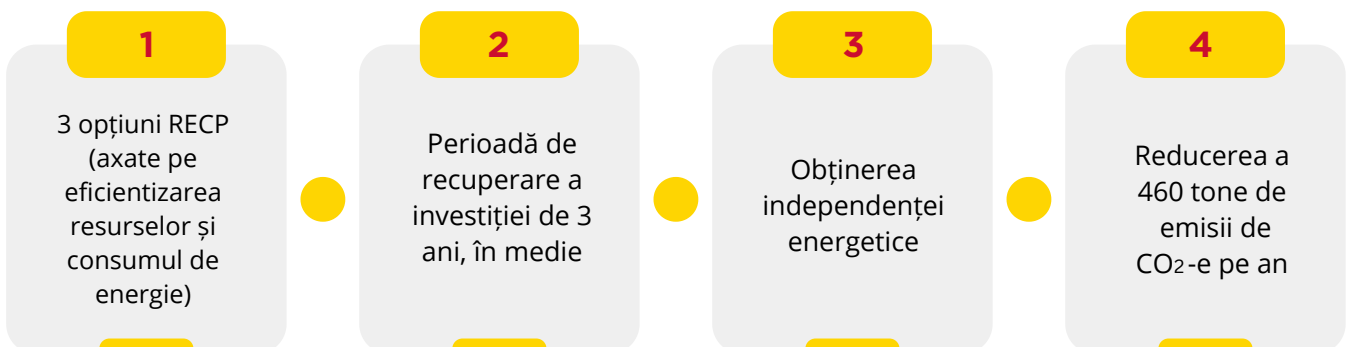 1
3 opțiuni RECP
(axate pe
eficientizarea
resurselor și
consumul de
energie)
2
Perioadă de
recuperare a
investiției de 3
ani, în medie
3
Obținerea
independenței
energetice
4
Reducerea a
460 tone de
emisii de
CO2-e pe an